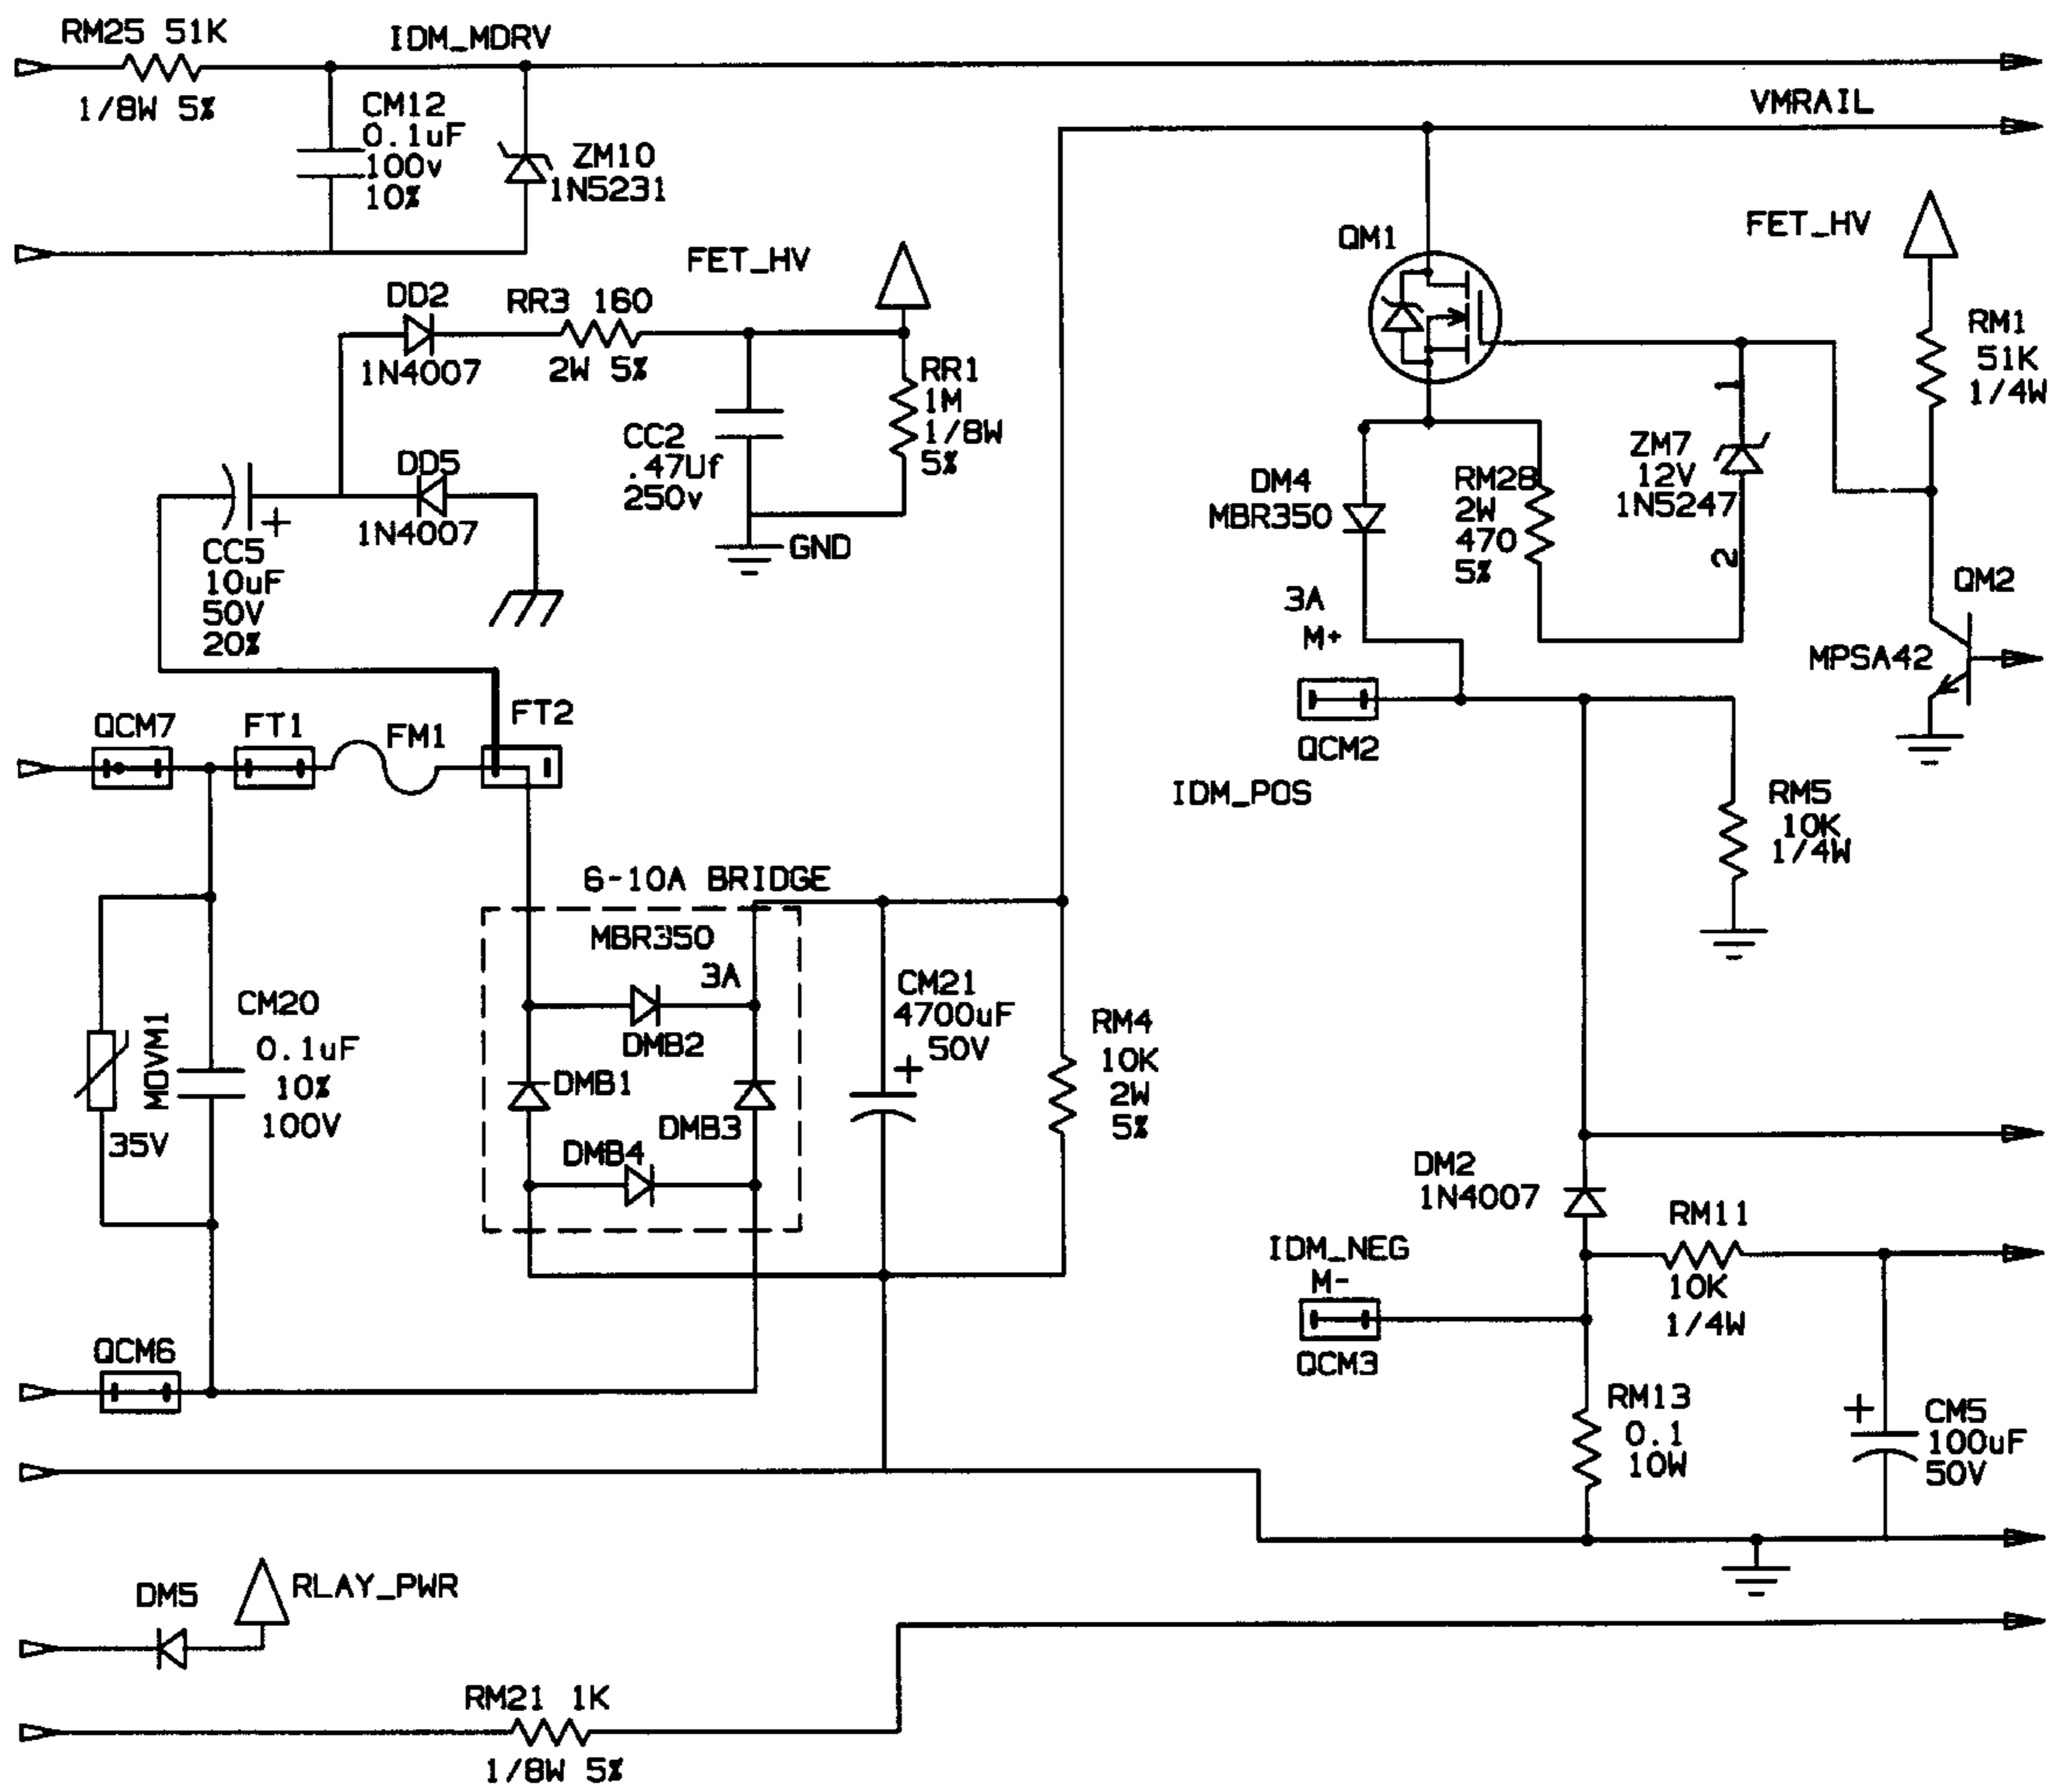 RM25 51K
1/8W 5%
IDM_MDRV
CM12
0.1uF
100v
10%
ZM10
1N5231
VMRAIL
FET_HV
DD2
1N4007
RR3 160
2W 5%
FET_HV
RR1
1M
1/8W
5%
CC2
.47Uf
250v
GND
DD5
1N4007
CC5
10uF
50V
20%
QM1
RM1
51K
1/4W
ZM7
12V
1N5247
1
2
DM4
MBR350
RM28
2W
470
5%
QM2
MPSA42
3A
M+
QCM2
IDM_POS
RM5
10K
1/4W
QCM7
FT1
FM1
FT2
6-10A BRIDGE
MBR350
3A
DMB2
DMB1
DMB3
DMB4
MOVM1
35V
CM20
0.1uF
10%
100V
CM21
4700uF
50V
RM4
10K
2W
5%
DM2
1N4007
RM11
10K
1/4W
IDM_NEG
M-
QCM3
QCM6
RM13
0.1
10W
CM5
100uF
50V
DM5
RLAY_PWR
RM21 1K
1/8W 5%